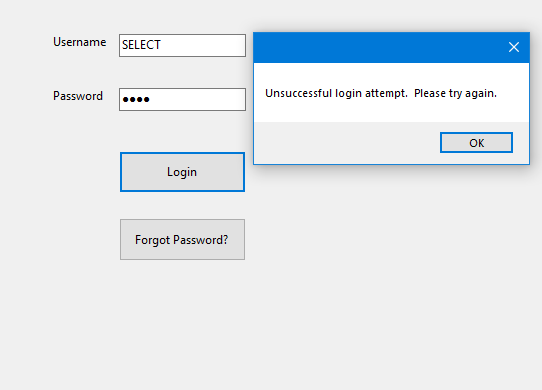 Username
SELECT
Unsuccessful login attempt.  Please try again.
Password
●●●●
OK
Login
Forgot Password?